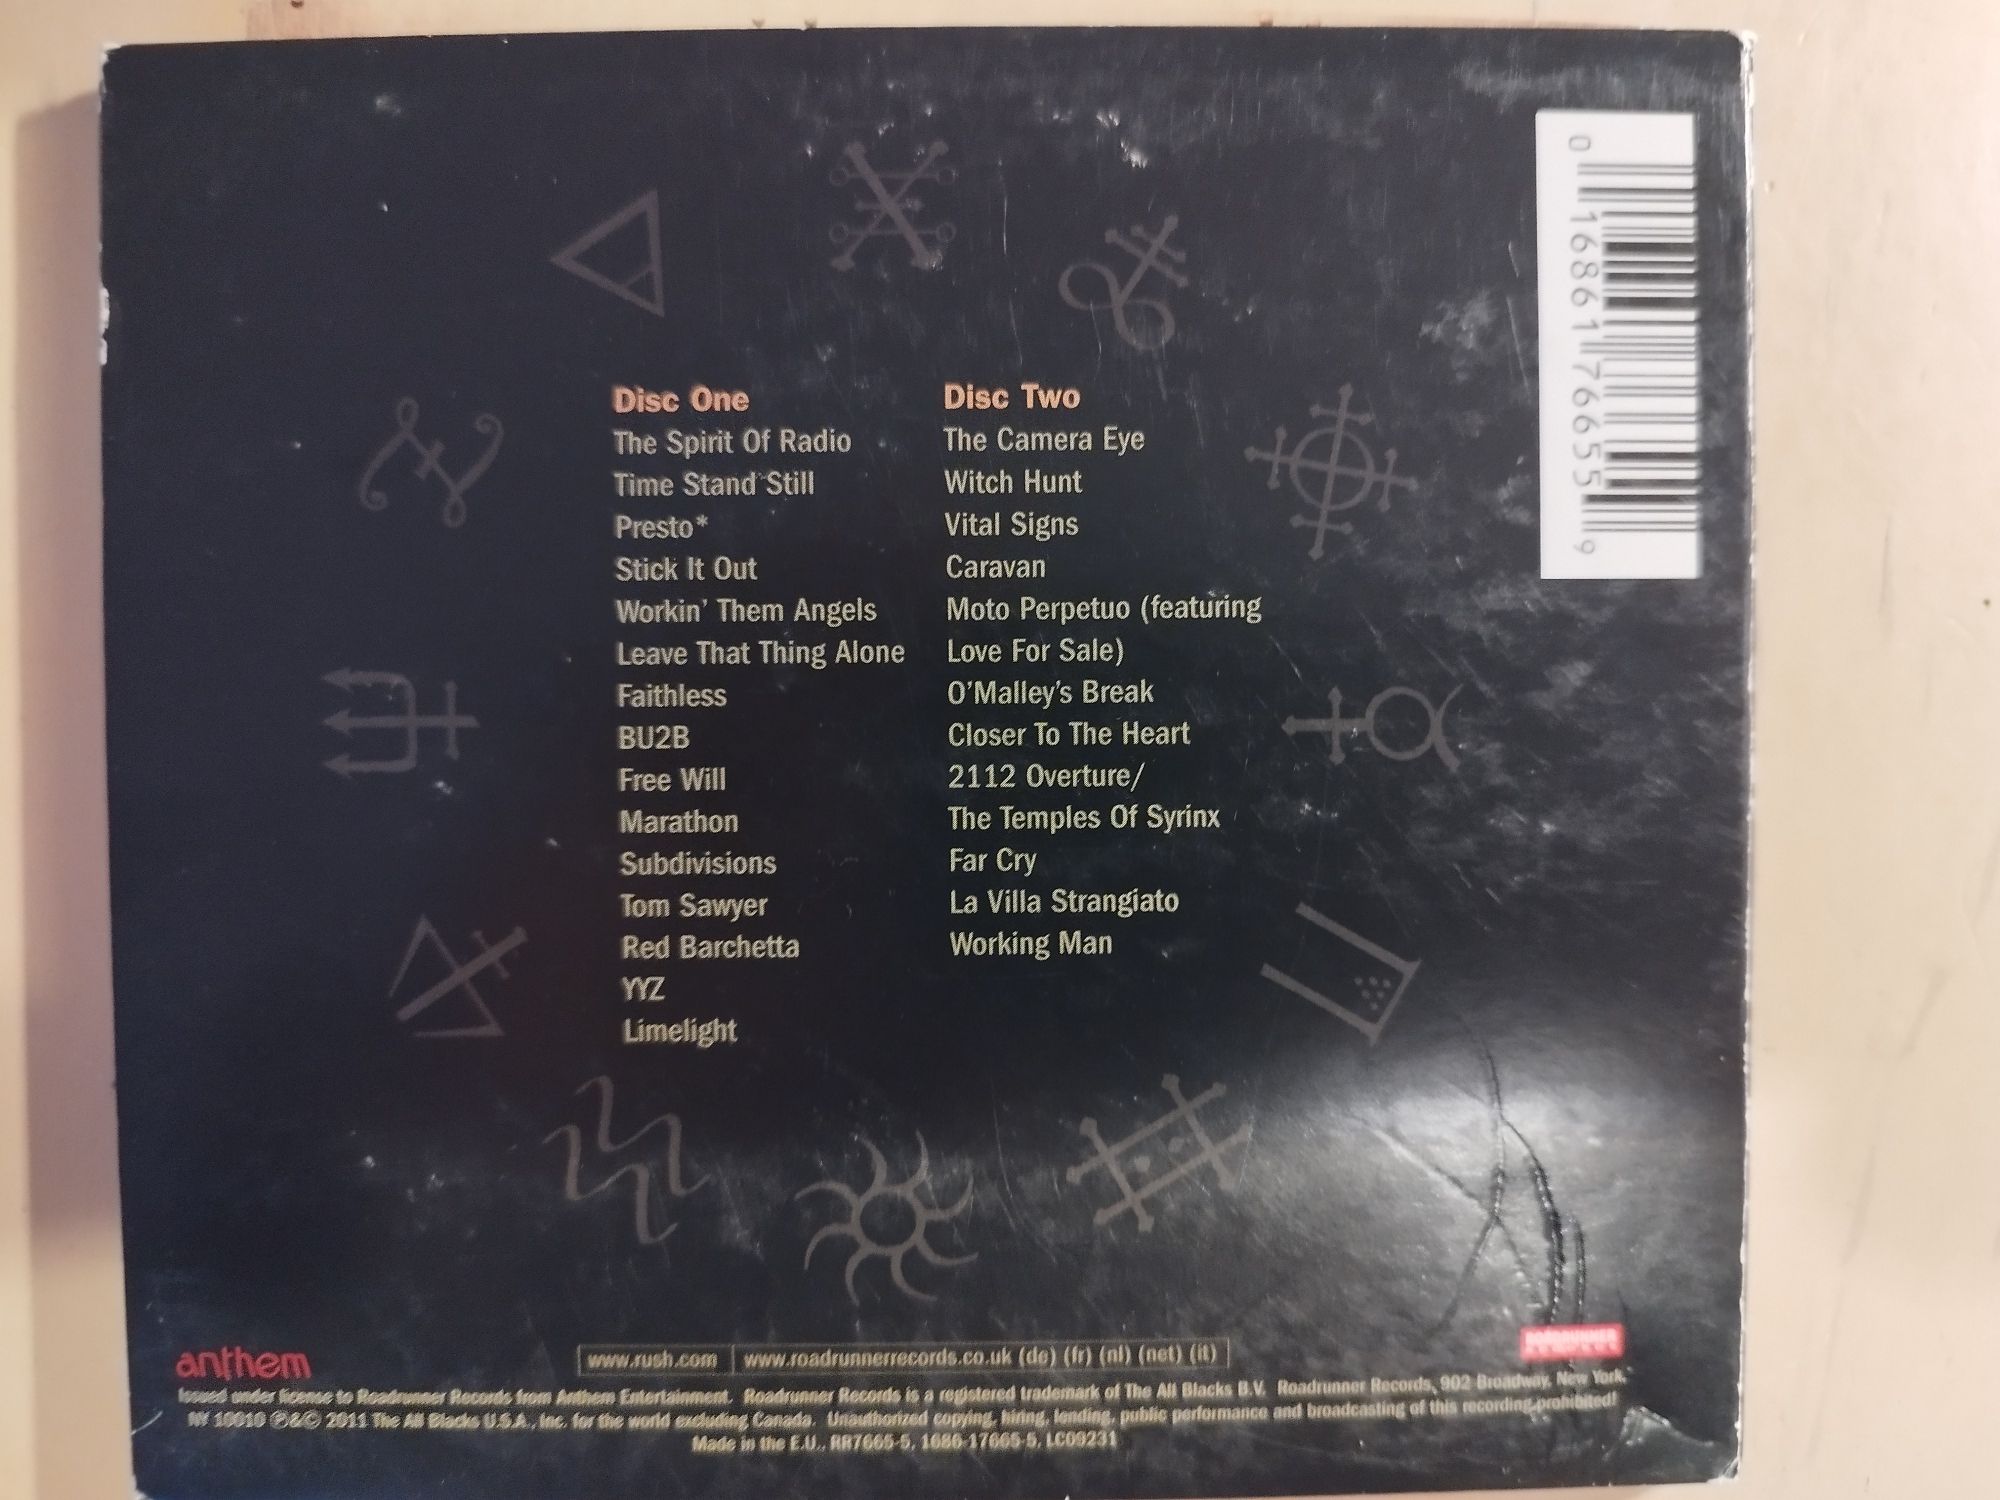 Disc One
The Spirit Of Radio
Time Stand Still
Presto*
Stick It Out
Workin' Them Angels
Leave That Thing Alone
Faithless
BU2B
Free Will
Marathon
Subdivisions
Tom Sawyer
Red Barchetta
YYZ
Limelight
Disc Two
The Camera Eye
Witch Hunt
Vital Signs
Caravan
Moto Perpetuo (featuring
Love For Sale)
O'Malley's Break
Closer To The Heart
2112 Overture/
The Temples Of Syrinx
Far Cry
La Villa Strangiato
Working Man
0 16861 76655 9
anthem
www.rush.com www.roadrunnerrecords.co.uk (de) (fr) (nl) (net) (it)
ROADRUNNER
Issued under license to Roadrunner Records from Anthem Entertainment. Roadrunner Records is a registered trademark of The All Blacks B.V. Roadrunner Records, 902 Broadway, New York,
NY 10010 ℗&© 2011 The All Blacks U.S.A., Inc. for the world excluding Canada. Unauthorized copying, hiring, lending, public performance and broadcasting of this recording prohibited!
Made in the E.U., RR7665-5, 1686-17665-5, LC09231